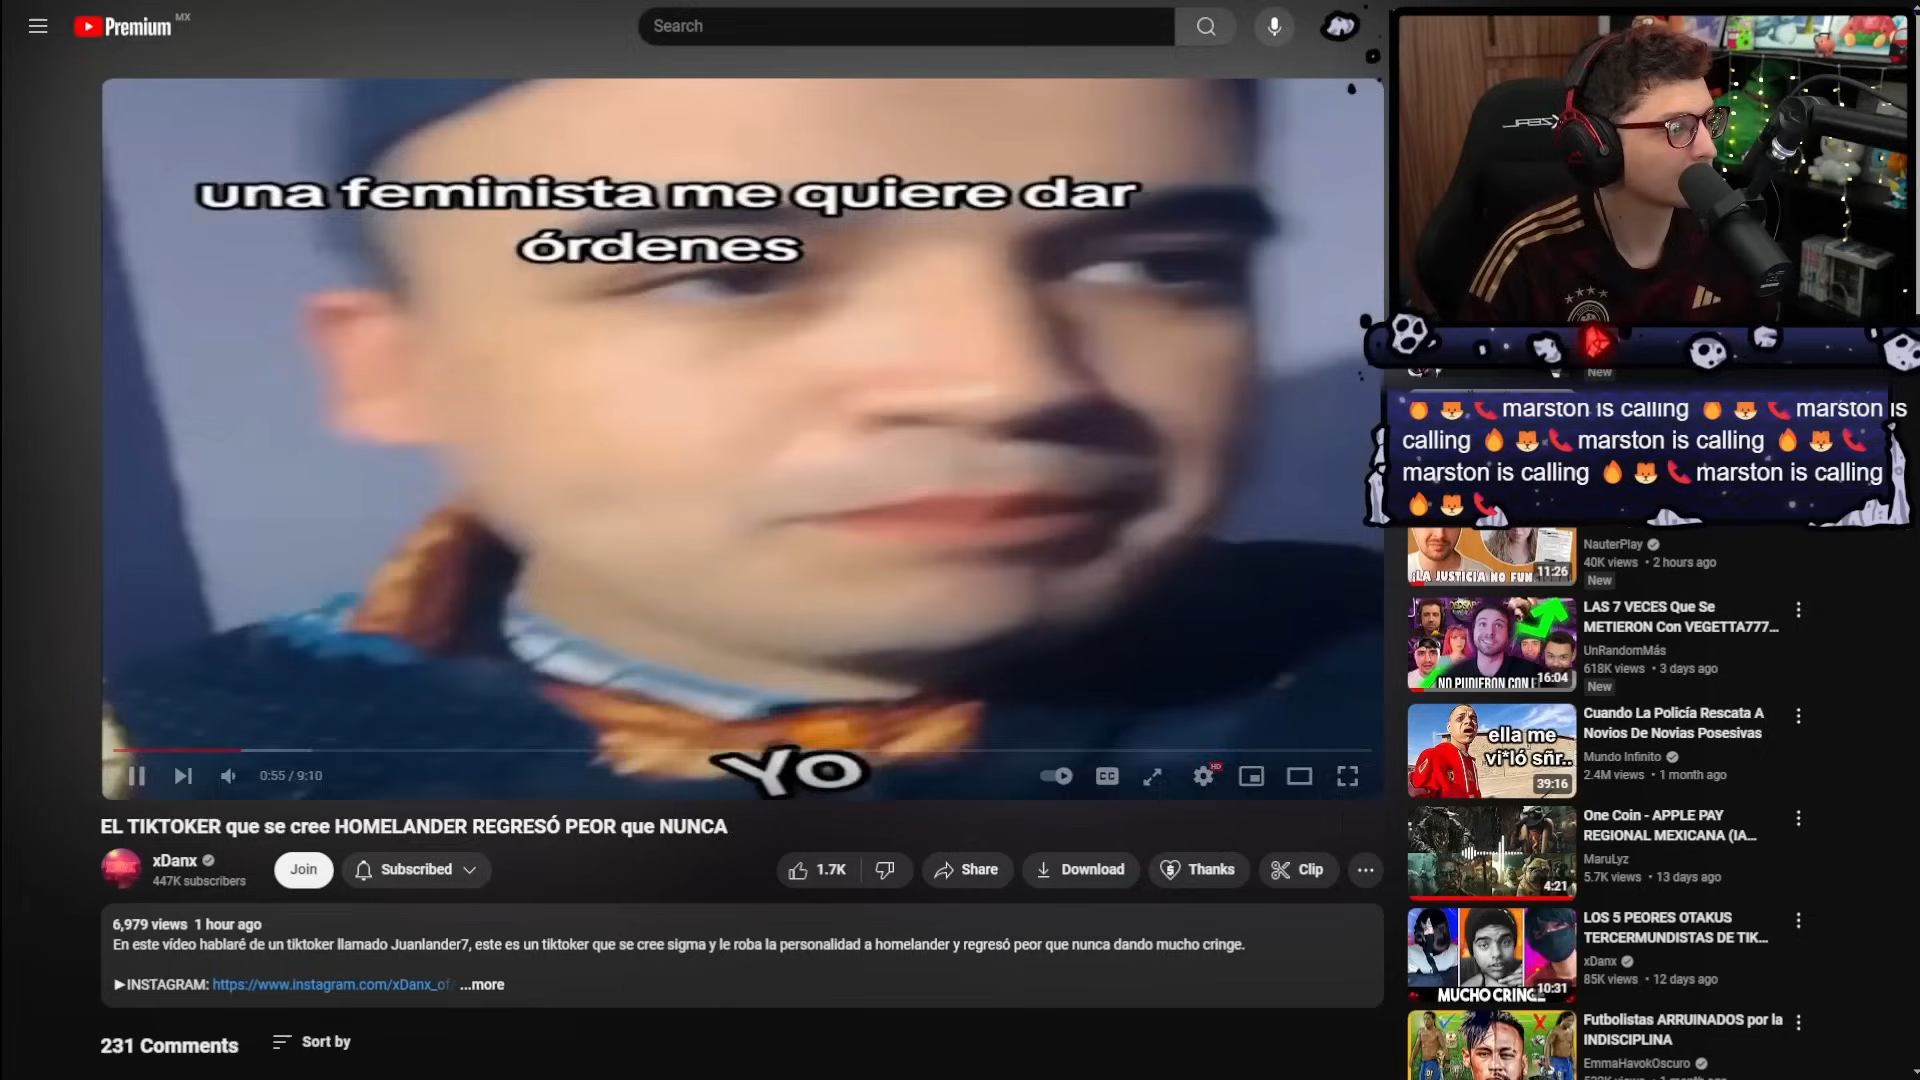 Premium MX
Search
una feminista me quiere dar
órdenes
YO
0:55 / 9:10
CC
HD
EL TIKTOKER que se cree HOMELANDER REGRESÓ PEOR que NUNCA
xDanx
447K subscribers
Join
Subscribed
1.7K
Share
Download
Thanks
Clip
6,979 views 1 hour ago
En este vídeo hablaré de un tiktoker llamado Juanlander7, este es un tiktoker que se cree sigma y le roba la personalidad a homelander y regresó peor que nunca dando mucho cringe.
►INSTAGRAM: https://www.instagram.com/xDanx_of/ ...more
231 Comments
Sort by
New
🔥 🦊 📞 marston is calling 🔥 🦊 📞 marston is
calling 🔥 🦊 📞 marston is calling 🔥 🦊 📞
marston is calling 🔥 🦊 📞 marston is calling
🔥 🦊 📞
¡LA JUSTICIA NO FUN
11:26
NauterPlay
40K views • 2 hours ago
New
NO PUDIERON CON
16:04
LAS 7 VECES Que Se
METIERON Con VEGETTA777...
UnRandomMás
618K views • 3 days ago
New
ella me
vi*ló sñr..
39:16
Cuando La Policía Rescata A
Novios De Novias Posesivas
Mundo Infinito
2.4M views • 1 month ago
4:21
One Coin - APPLE PAY
REGIONAL MEXICANA (IA...
MaruLyz
5.7K views • 13 days ago
MUCHO CRINGE
10:31
LOS 5 PEORES OTAKUS
TERCERMUNDISTAS DE TIK...
xDanx
85K views • 12 days ago
Futbolistas ARRUINADOS por la
INDISCIPLINA
EmmaHavokOscuro